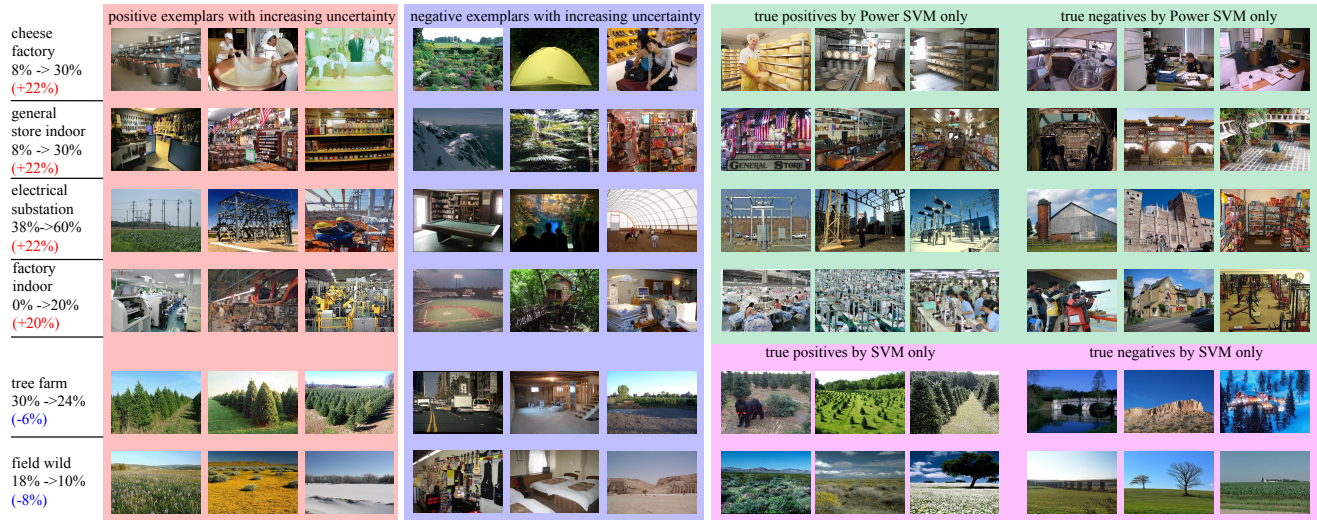 positive exemplars with increasing uncertainty
negative exemplars with increasing uncertainty
true positives by Power SVM only
true negatives by Power SVM only
cheese
factory
8% -> 30%
(+22%)
general
store indoor
8% -> 30%
(+22%)
GENERAL STORE
electrical
substation
38%->60%
(+22%)
factory
indoor
0% ->20%
(+20%)
true positives by SVM only
true negatives by SVM only
tree farm
30% ->24%
(-6%)
field wild
18% ->10%
(-8%)